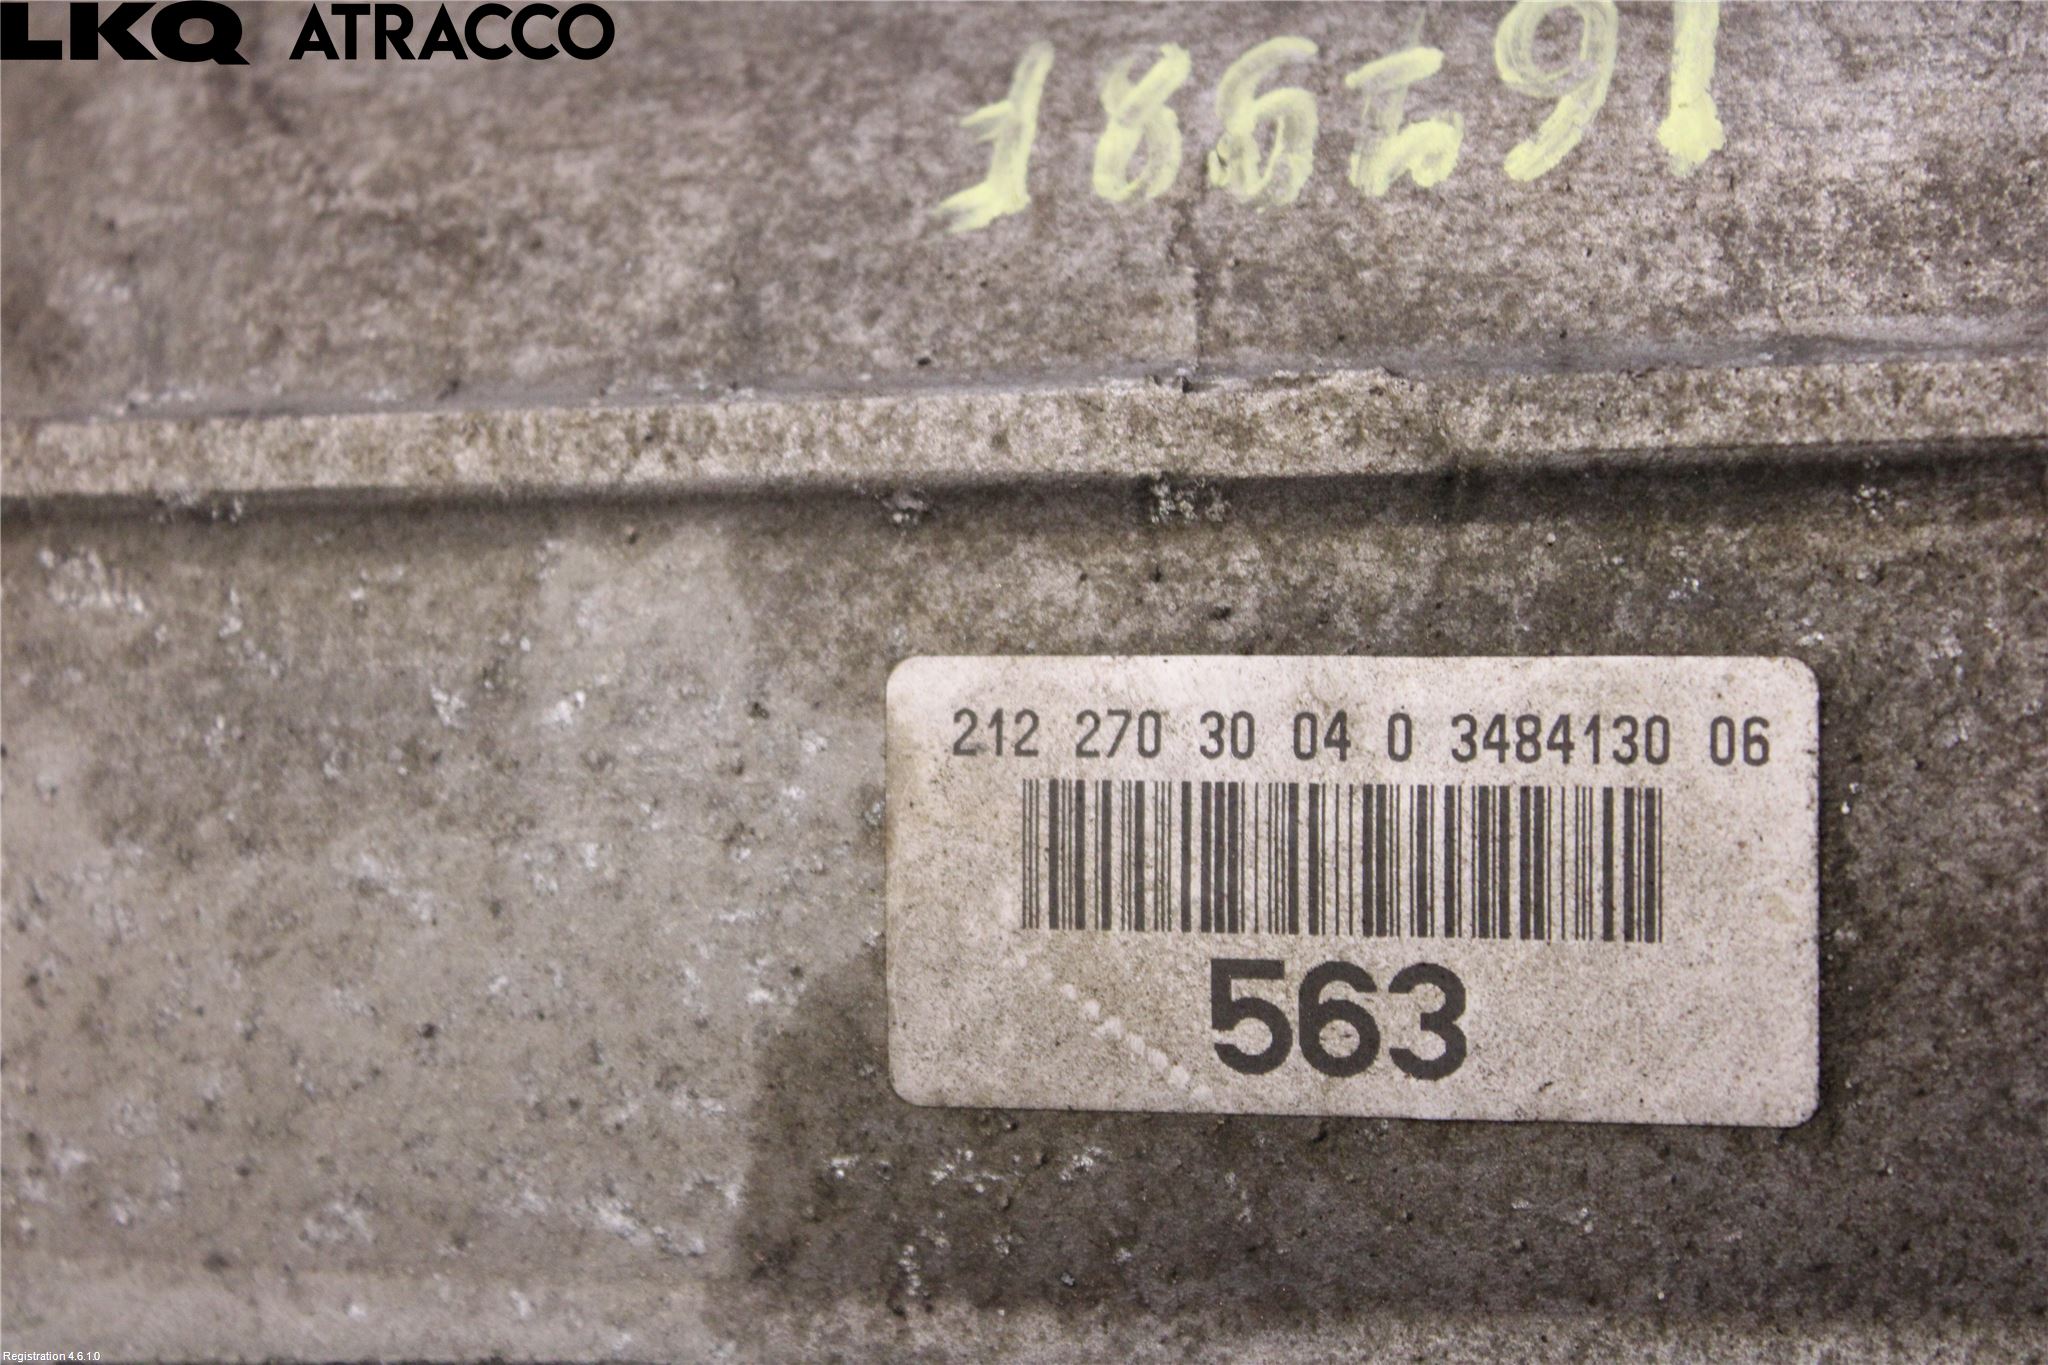 LKQ ATRACCO
212 270 30 04 0 3484130 06
563
Registration 4.6.1.0